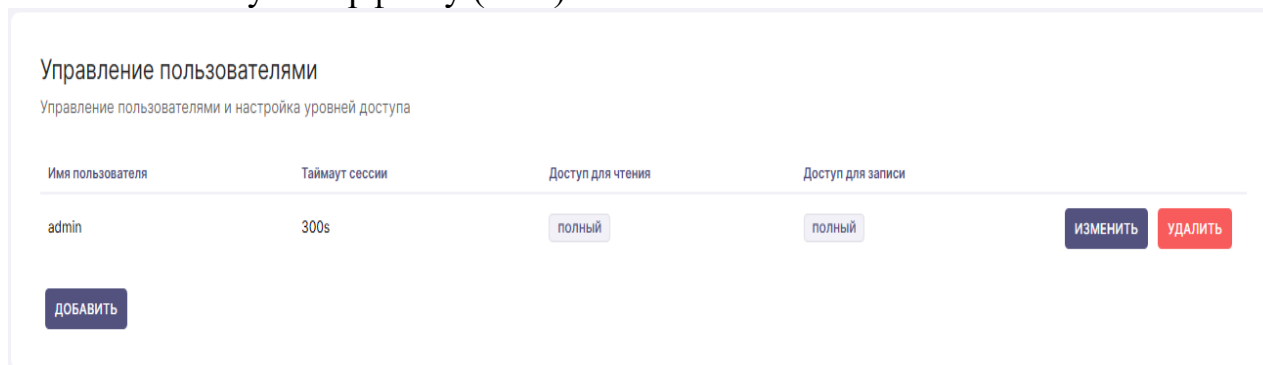 Управление пользователями
Управление пользователями и настройка уровней доступа
Имя пользователя Таймаут сессии Доступ для чтения Доступ для записи
admin 300s полный полный ИЗМЕНИТЬ УДАЛИТЬ
ДОБАВИТЬ